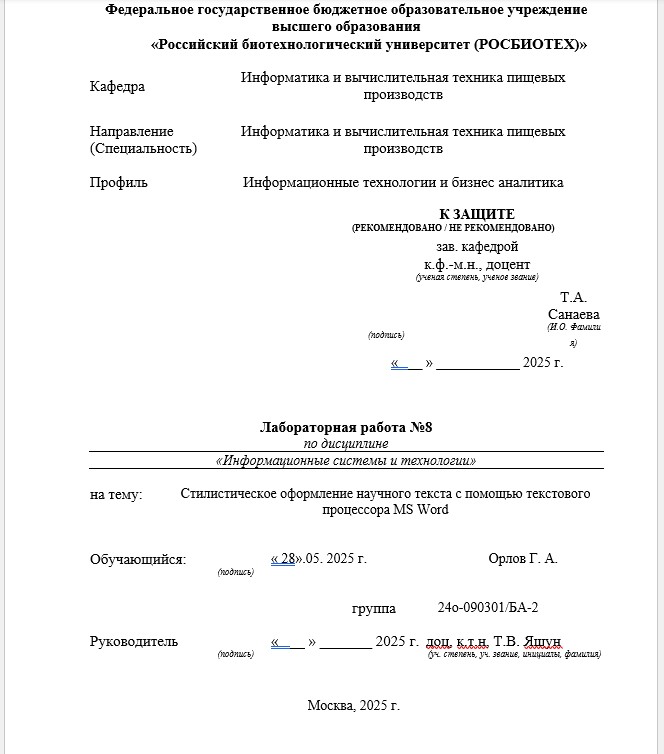 Федеральное государственное бюджетное образовательное учреждение
высшего образования
«Российский биотехнологический университет (РОСБИОТЕХ)»
Кафедра
Информатика и вычислительная техника пищевых
производств
Направление
(Специальность)
Информатика и вычислительная техника пищевых
производств
Профиль
Информационные технологии и бизнес аналитика
К ЗАЩИТЕ
(РЕКОМЕНДОВАНО / НЕ РЕКОМЕНДОВАНО)
зав. кафедрой
к.ф.-м.н., доцент
(ученая степень, ученое звание)
Т.А.
Санаева
(подпись)
(И.О. Фамили
я)
«____ » ____________ 2025 г.
Лабораторная работа №8
по дисциплине
«Информационные системы и технологии»
на тему:
Стилистическое оформление научного текста с помощью текстового
процессора MS Word
Обучающийся:
« 28».05. 2025 г.
Орлов Г. А.
(подпись)
группа
24о-090301/БА-2
Руководитель
«____ » _______ 2025 г.
доц. к.т.н. Т.В. Яшун
(подпись)
(уч. степень, уч. звание, инициалы, фамилия)
Москва, 2025 г.